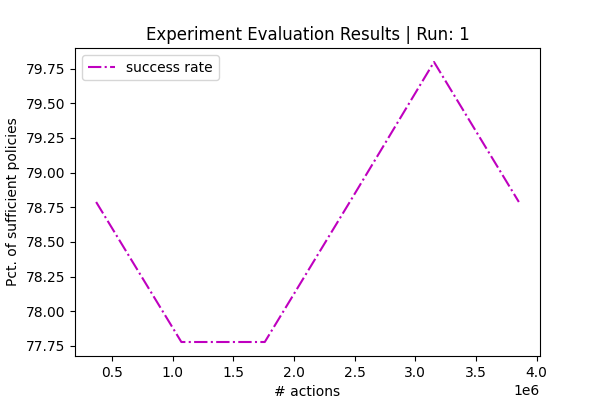 Experiment Evaluation Results | Run: 1
success rate
Pct. of sufficient policies
79.75
79.50
79.25
79.00
78.75
78.50
78.25
78.00
77.75
0.5 1.0 1.5 2.0 2.5 3.0 3.5 4.0
1e6
# actions